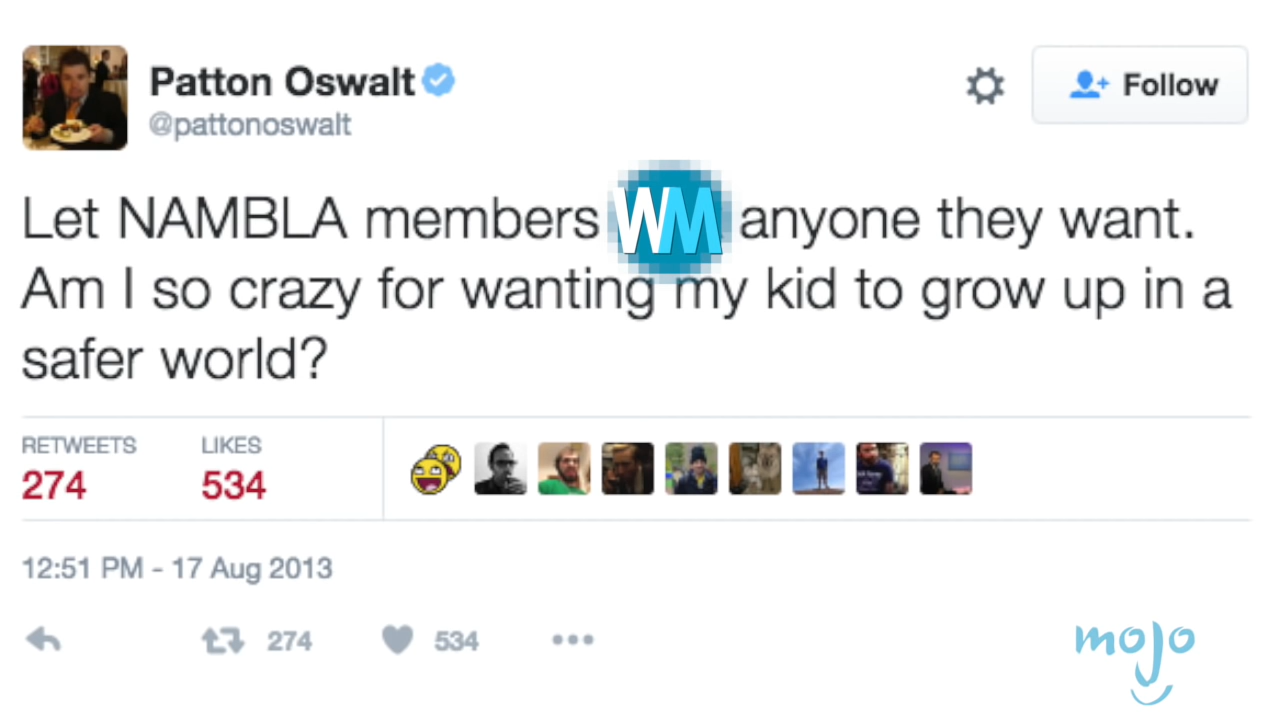 Patton Oswalt
@pattonoswalt
Follow
Let NAMBLA members WM anyone they want.
Am I so crazy for wanting my kid to grow up in a
safer world?
RETWEETS LIKES
274 534
12:51 PM - 17 Aug 2013
274 534
mojo